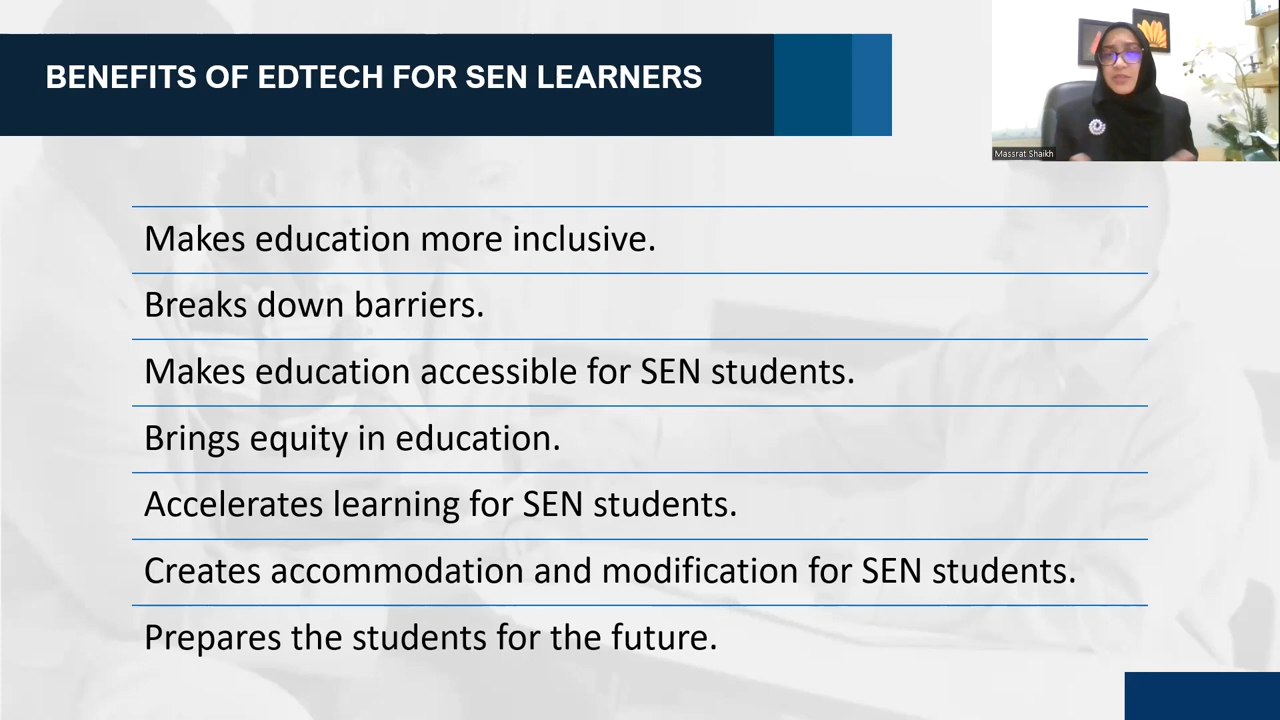 BENEFITS OF EDTECH FOR SEN LEARNERS
Massrat Shaikh
Makes education more inclusive.
Breaks down barriers.
Makes education accessible for SEN students.
Brings equity in education.
Accelerates learning for SEN students.
Creates accommodation and modification for SEN students.
Prepares the students for the future.